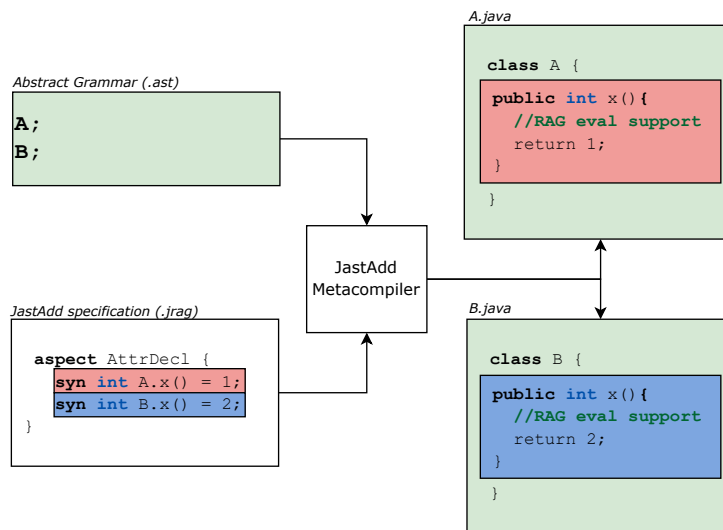 Abstract Grammar (.ast)
A;
B;
JastAdd specification (.jrag)
aspect AttrDecl {
syn int A.x() = 1;
syn int B.x() = 2;
}
JastAdd
Metacompiler
A.java
class A {
public int x(){
//RAG eval support
return 1;
}
}
B.java
class B {
public int x(){
//RAG eval support
return 2;
}
}